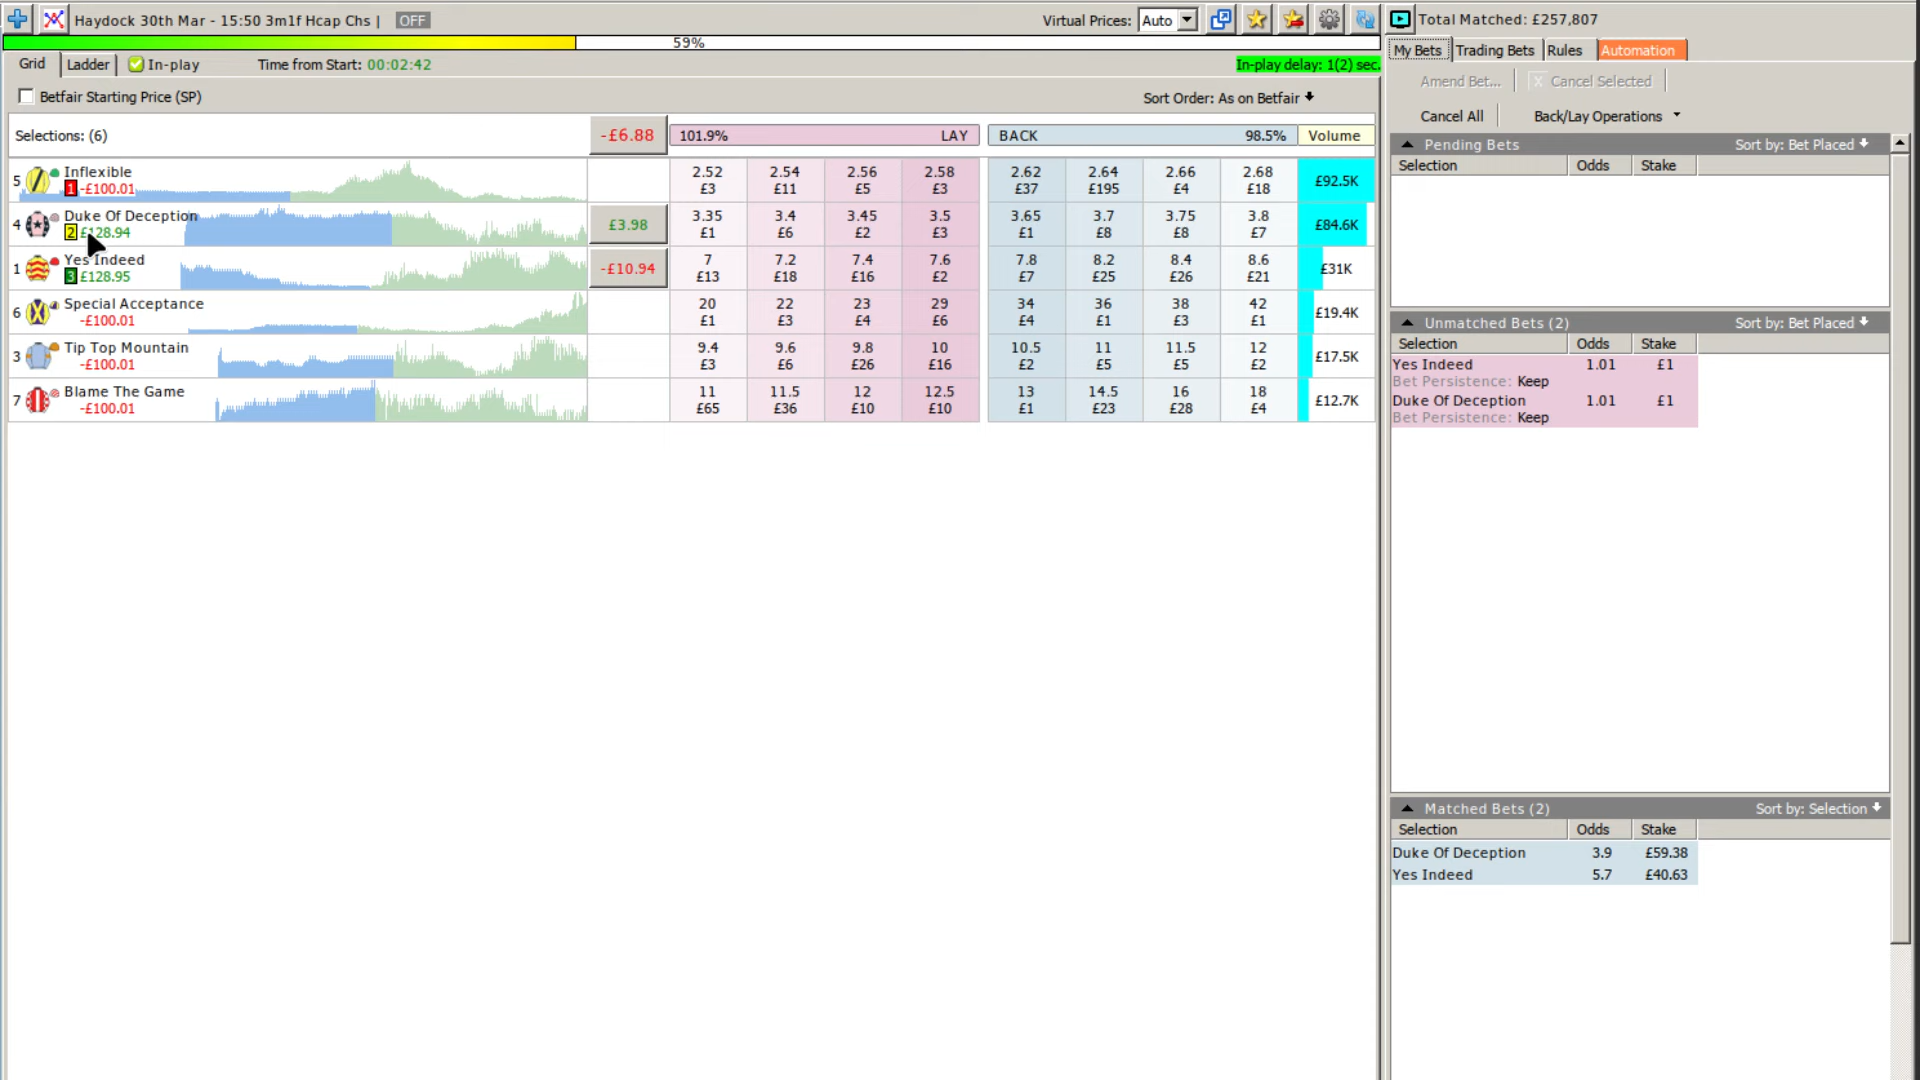 Haydock 30th Mar - 15:50 3m1f Hcap Chs | OFF Virtual Prices: Auto
59%
Grid Ladder In-play Time from Start: 00:02:42 In-play delay: 1(2) sec.
Betfair Starting Price (SP) Sort Order: As on Betfair
Selections: (6) -£6.88 101.9% LAY BACK 98.5% Volume
5 Inflexible 2.52 2.54 2.56 2.58 2.62 2.64 2.66 2.68 £92.5K
1 -£100.01 £3 £11 £5 £3 £37 £195 £4 £18
4 Duke Of Deception £3.98 3.35 3.4 3.45 3.5 3.65 3.7 3.75 3.8 £84.6K
2 £128.94 £1 £6 £2 £3 £1 £8 £8 £7
1 Yes Indeed -£10.94 7 7.2 7.4 7.6 7.8 8.2 8.4 8.6 £31K
3 £128.95 £13 £18 £16 £2 £7 £25 £26 £21
6 Special Acceptance 20 22 23 29 34 36 38 42 £19.4K
-£100.01 £1 £3 £4 £6 £4 £1 £3 £1
3 Tip Top Mountain 9.4 9.6 9.8 10 10.5 11 11.5 12 £17.5K
-£100.01 £3 £6 £26 £16 £2 £5 £5 £2
7 Blame The Game 11 11.5 12 12.5 13 14.5 16 18 £12.7K
-£100.01 £65 £36 £10 £10 £1 £23 £28 £4
Total Matched: £257,807
My Bets Trading Bets Rules Automation
Amend Bet... X Cancel Selected
Cancel All Back/Lay Operations
Pending Bets Sort by: Bet Placed
Selection Odds Stake
Unmatched Bets (2) Sort by: Bet Placed
Selection Odds Stake
Yes Indeed 1.01 £1
Bet Persistence: Keep
Duke Of Deception 1.01 £1
Bet Persistence: Keep
Matched Bets (2) Sort by: Selection
Selection Odds Stake
Duke Of Deception 3.9 £59.38
Yes Indeed 5.7 £40.63